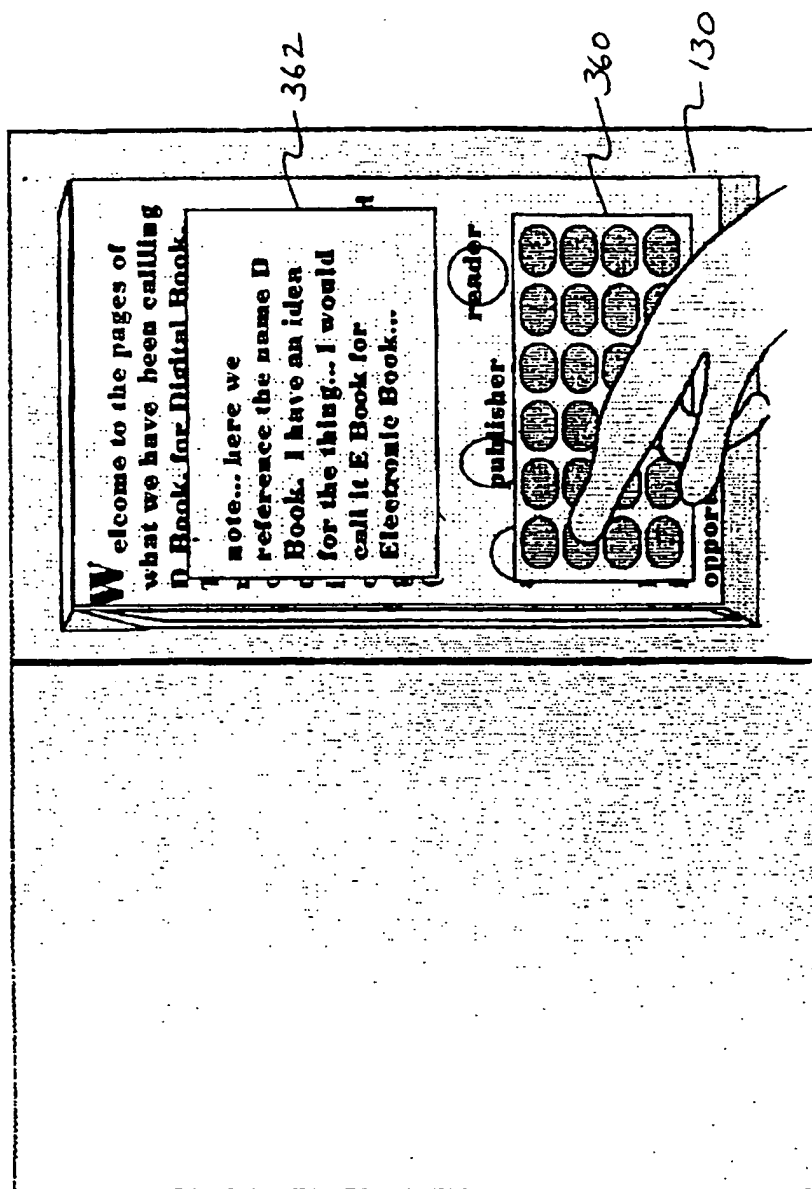 Welcome to the pages of
what we have been callling
D Book, for Digital Book.
note... here we
reference the name D
Book. I have an idea
for the thing... I would
call it E Book for
Electronic Book...
publisher
reader
oppor
362
360
130